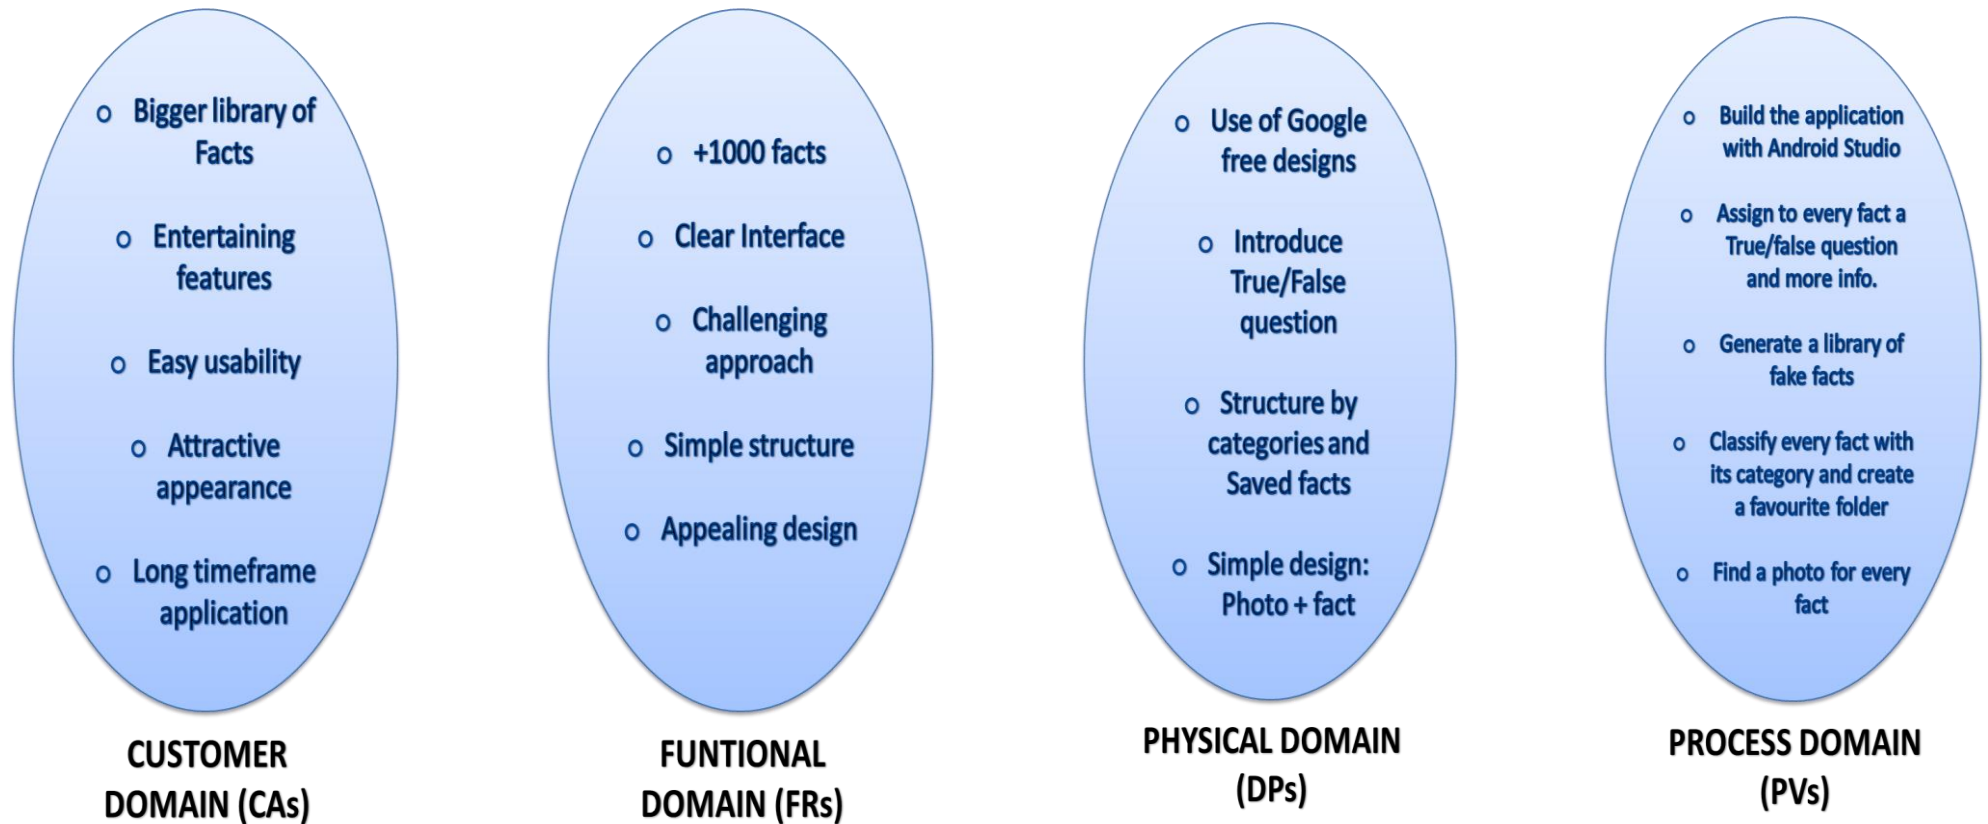 o Bigger library of
Facts
o Entertaining
features
o Easy usability
o Attractive
appearance
o Long timeframe
application
CUSTOMER
DOMAIN (CAs)
o +1000 facts
o Clear Interface
o Challenging
approach
o Simple structure
o Appealing design
FUNTIONAL
DOMAIN (FRs)
o Use of Google
free designs
o Introduce
True/False
question
o Structure by
categories and
Saved facts
o Simple design:
Photo + fact
PHYSICAL DOMAIN
(DPs)
o Build the application
with Android Studio
o Assign to every fact a
True/false question
and more info.
o Generate a library of
fake facts
o Classify every fact with
its category and create
a favourite folder
o Find a photo for every
fact
PROCESS DOMAIN
(PVs)